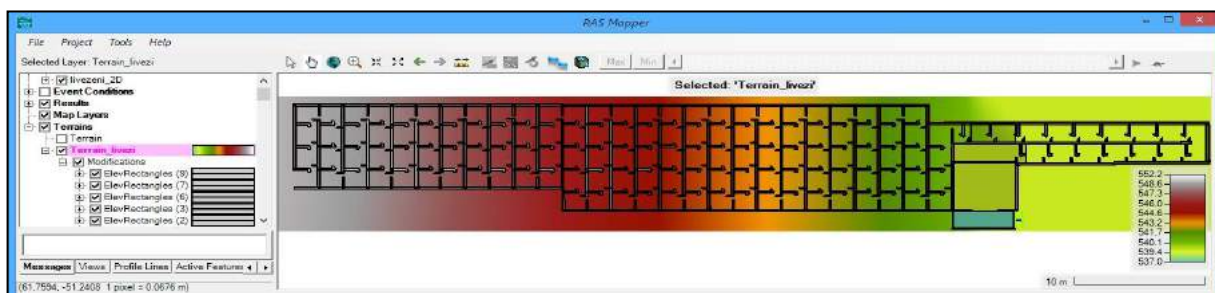 RAS Mapper
File Project Tools Help
Selected Layer: Terrain_livezi
Max Min
livezeni_2D
Event Conditions
Results
Map Layers
Terrains
Terrain
Terrain_livezi
Modifications
ElevRectangles (9)
ElevRectangles (7)
ElevRectangles (6)
ElevRectangles (3)
ElevRectangles (2)
Messages Views Profile Lines Active Features
(61.7594, -51.2408 1 pixel = 0.0676 m)
Selected: 'Terrain_livezi'
552.2
548.6
547.3
546.0
544.6
543.2
541.7
540.1
539.4
537.0
10 m